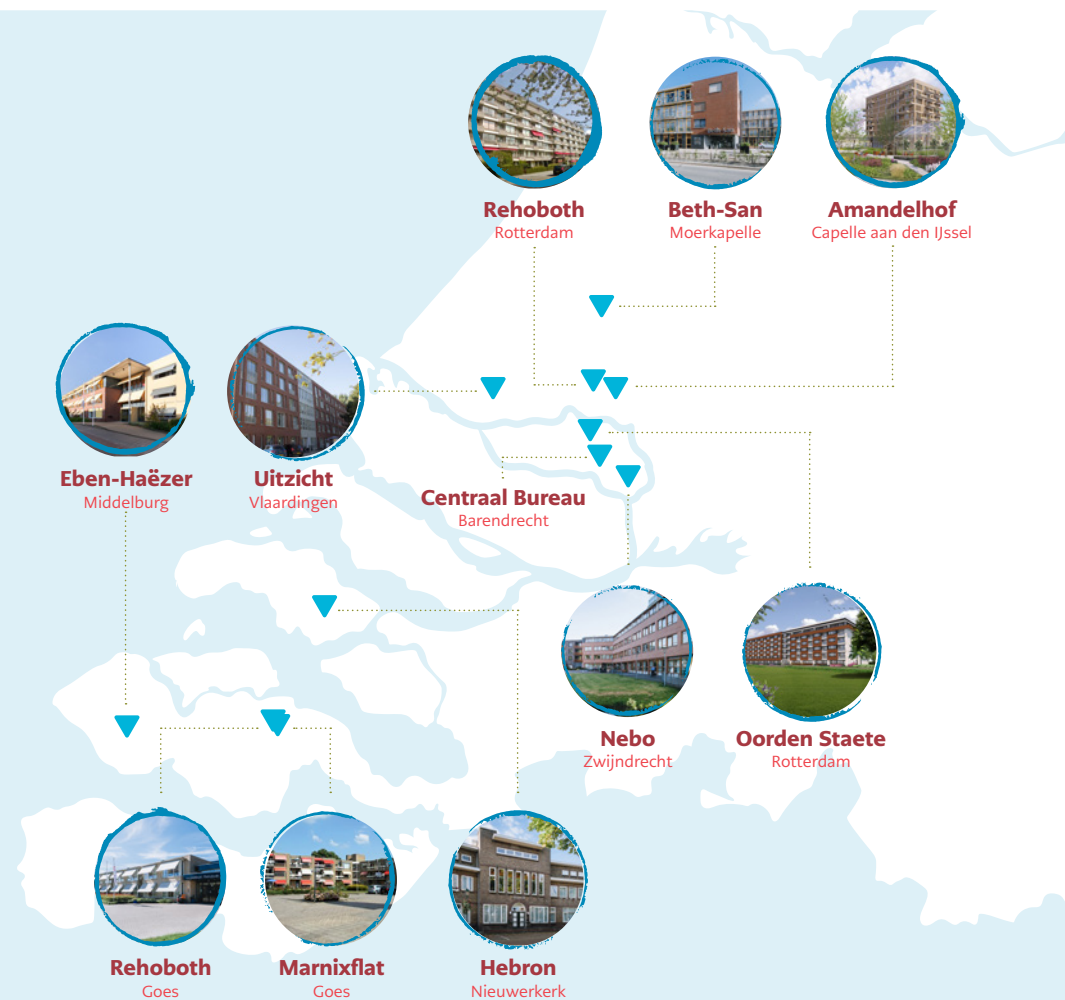 Rehoboth
Rotterdam
Beth-San
Moerkapelle
Amandelhof
Capelle aan den IJssel
Eben-Haëzer
Middelburg
Uitzicht
Vlaardingen
Centraal Bureau
Barendrecht
Nebo
Zwijndrecht
Oorden Staete
Rotterdam
Rehoboth
Goes
Marnixflat
Goes
Hebron
Nieuwerkerk